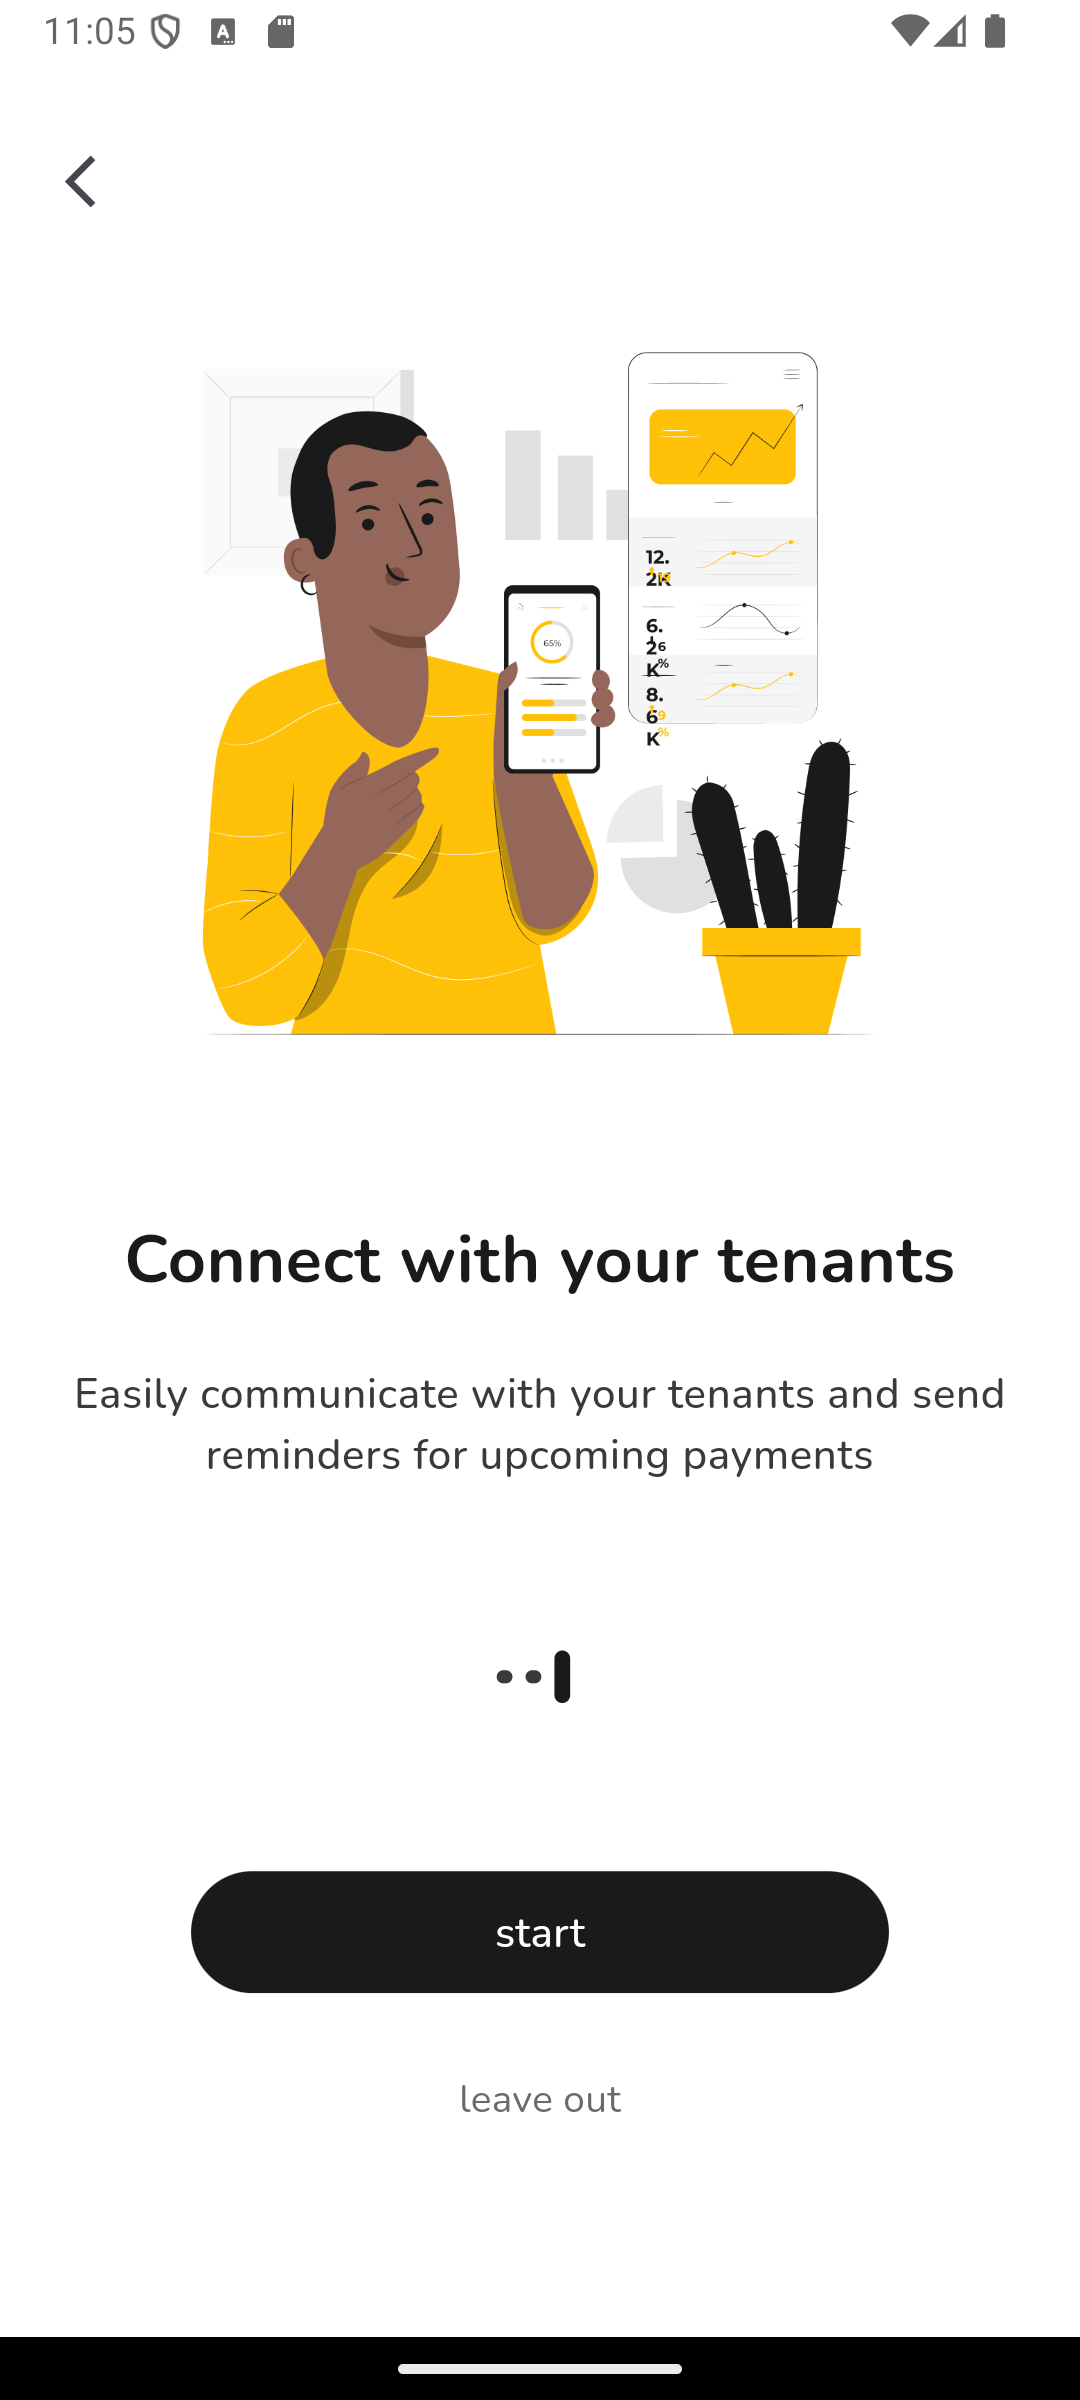 11:05
12.
2K
6.
26
K%
8.
69
K%
65%
Connect with your tenants
Easily communicate with your tenants and send
reminders for upcoming payments
start
leave out